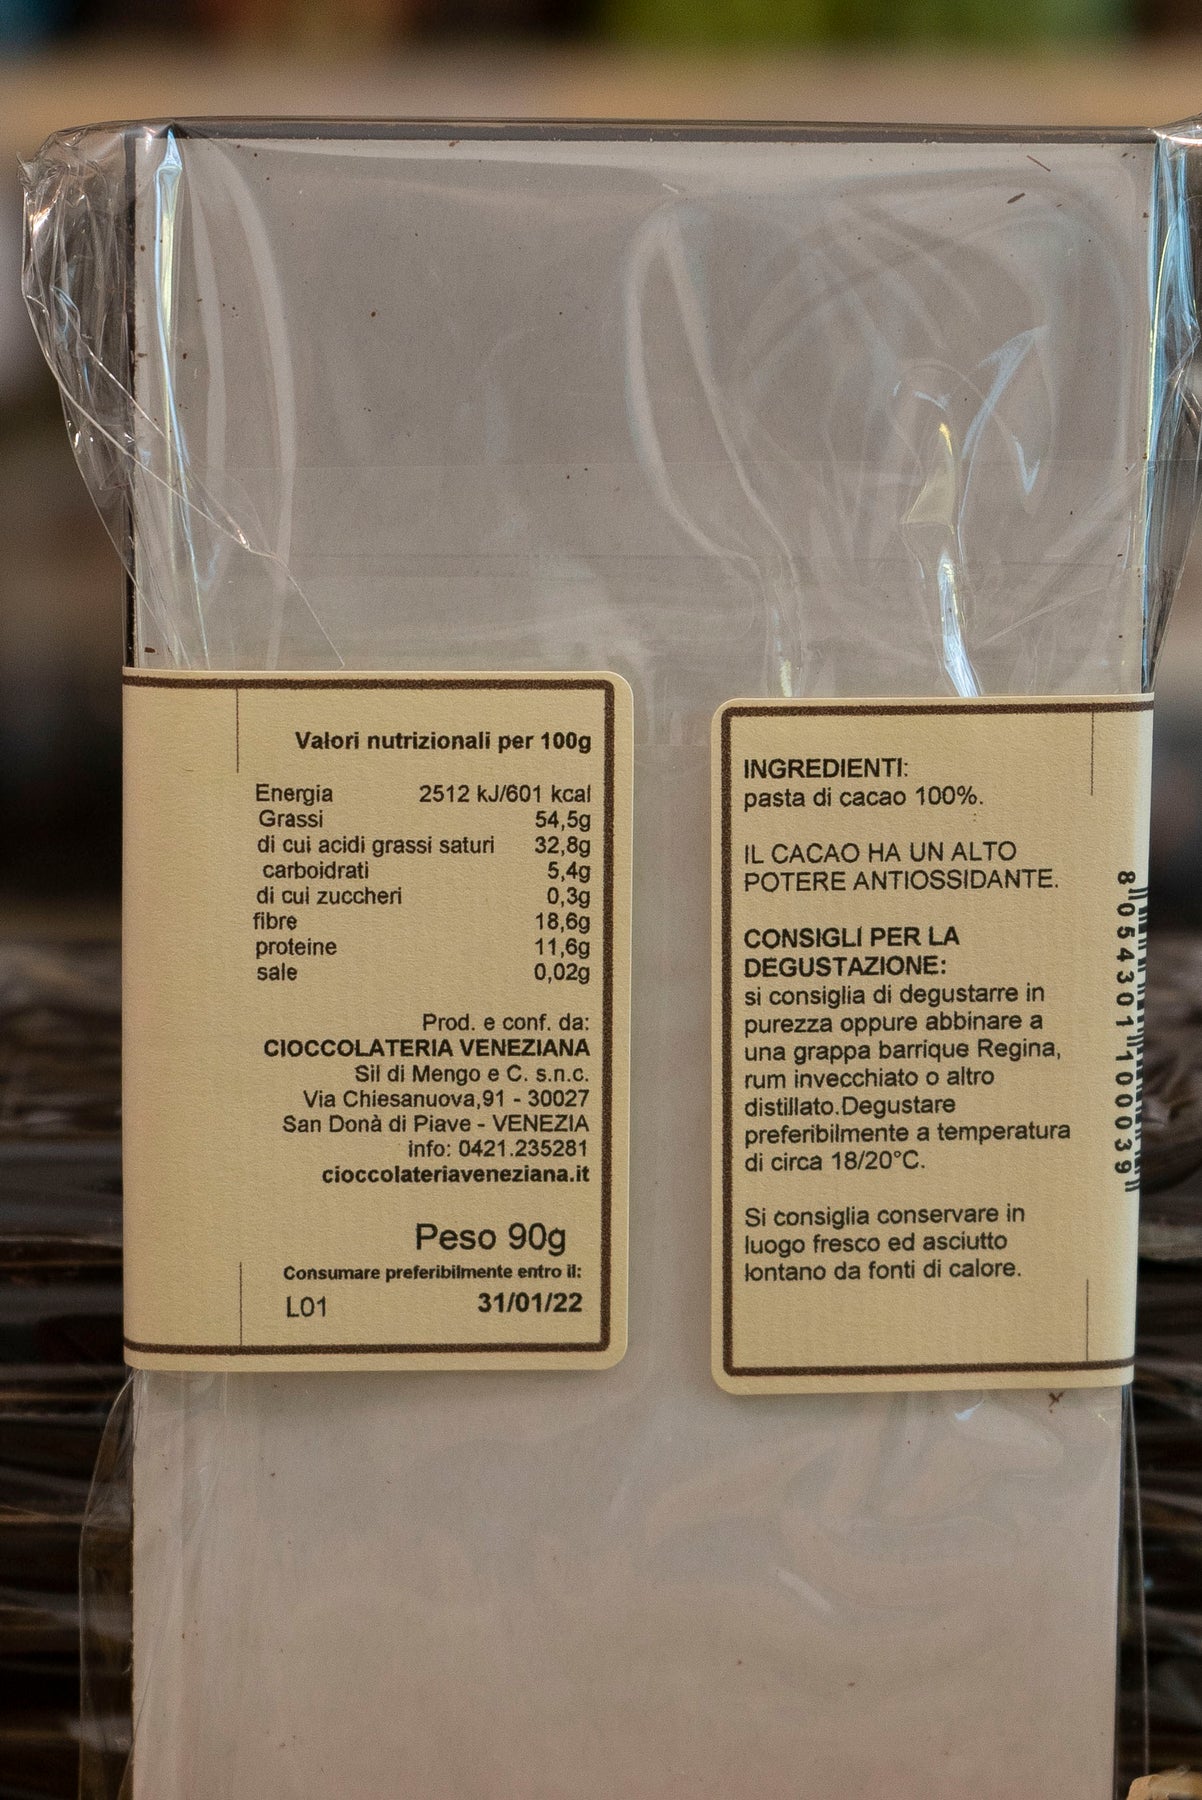 Valori nutrizionali per 100g
Energia 2512 kJ/601 kcal
Grassi 54,5g
di cui acidi grassi saturi 32,8g
carboidrati 5,4g
di cui zuccheri 0,3g
fibre 18,6g
proteine 11,6g
sale 0,02g
Prod. e conf. da:
CIOCCOLATERIA VENEZIANA
Sil di Mengo e C. s.n.c.
Via Chiesanuova,91 - 30027
San Donà di Piave - VENEZIA
info: 0421.235281
cioccolateriaveneziana.it
Peso 90g
Consumare preferibilmente entro il:
L01 31/01/22
INGREDIENTI:
pasta di cacao 100%.
IL CACAO HA UN ALTO
POTERE ANTIOSSIDANTE.
CONSIGLI PER LA
DEGUSTAZIONE:
si consiglia di degustarre in
purezza oppure abbinare a
una grappa barrique Regina,
rum invecchiato o altro
distillato.Degustare
preferibilmente a temperatura
di circa 18/20°C.
Si consiglia conservare in
luogo fresco ed asciutto
lontano da fonti di calore.
8 054301 100039